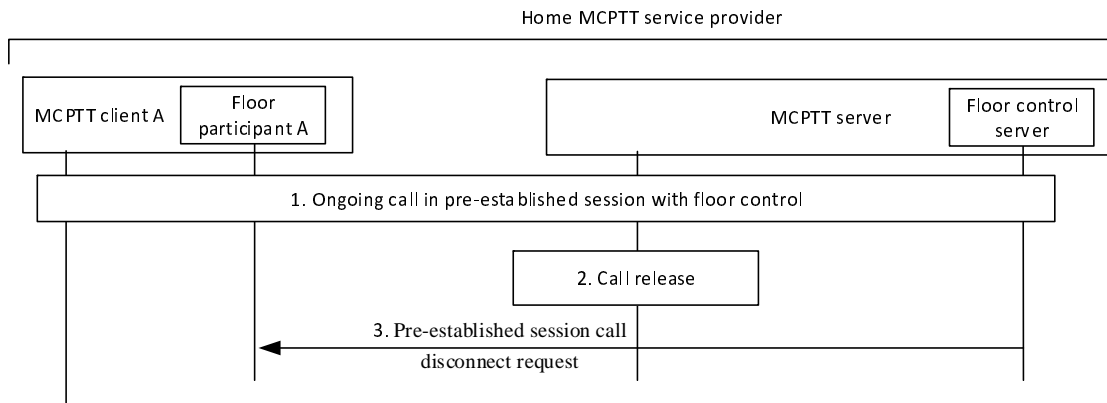 Home MCPTT service provider
MCPTT client A
Floor
participant A
MCPTT server
Floor control
server
1. Ongoing call in pre-established session with floor control
2. Call release
3. Pre-established session call
disconnect request